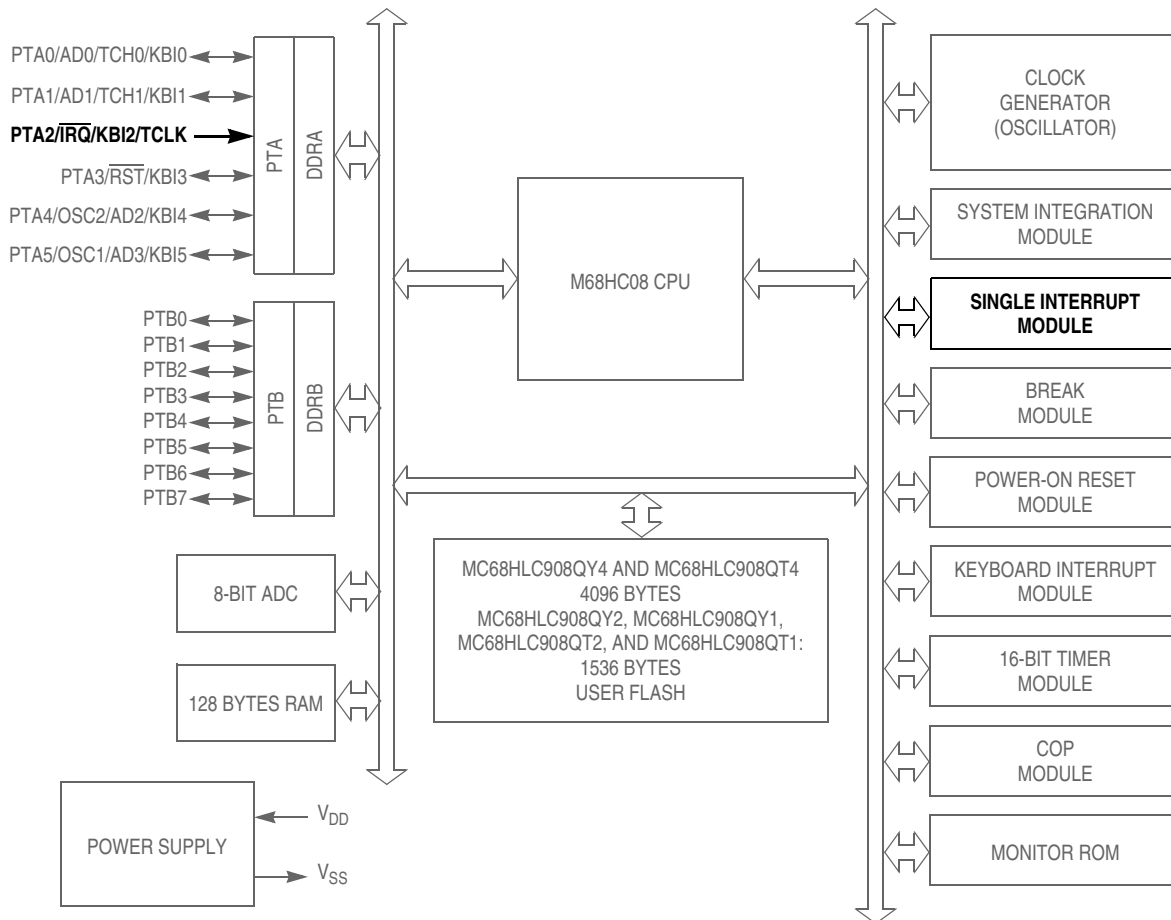 PTA0/AD0/TCH0/KBI0
PTA1/AD1/TCH1/KBI1
PTA2/IRQ/KBI2/TCLK
PTA3/RST/KBI3
PTA4/OSC2/AD2/KBI4
PTA5/OSC1/AD3/KBI5
PTA
DDRA
PTB0
PTB1
PTB2
PTB3
PTB4
PTB5
PTB6
PTB7
PTB
DDRB
8-BIT ADC
128 BYTES RAM
POWER SUPPLY
VDD
VSS
M68HC08 CPU
MC68HLC908QY4 AND MC68HLC908QT4
4096 BYTES
MC68HLC908QY2, MC68HLC908QY1,
MC68HLC908QT2, AND MC68HLC908QT1:
1536 BYTES
USER FLASH
CLOCK
GENERATOR
(OSCILLATOR)
SYSTEM INTEGRATION
MODULE
SINGLE INTERRUPT
MODULE
BREAK
MODULE
POWER-ON RESET
MODULE
KEYBOARD INTERRUPT
MODULE
16-BIT TIMER
MODULE
COP
MODULE
MONITOR ROM